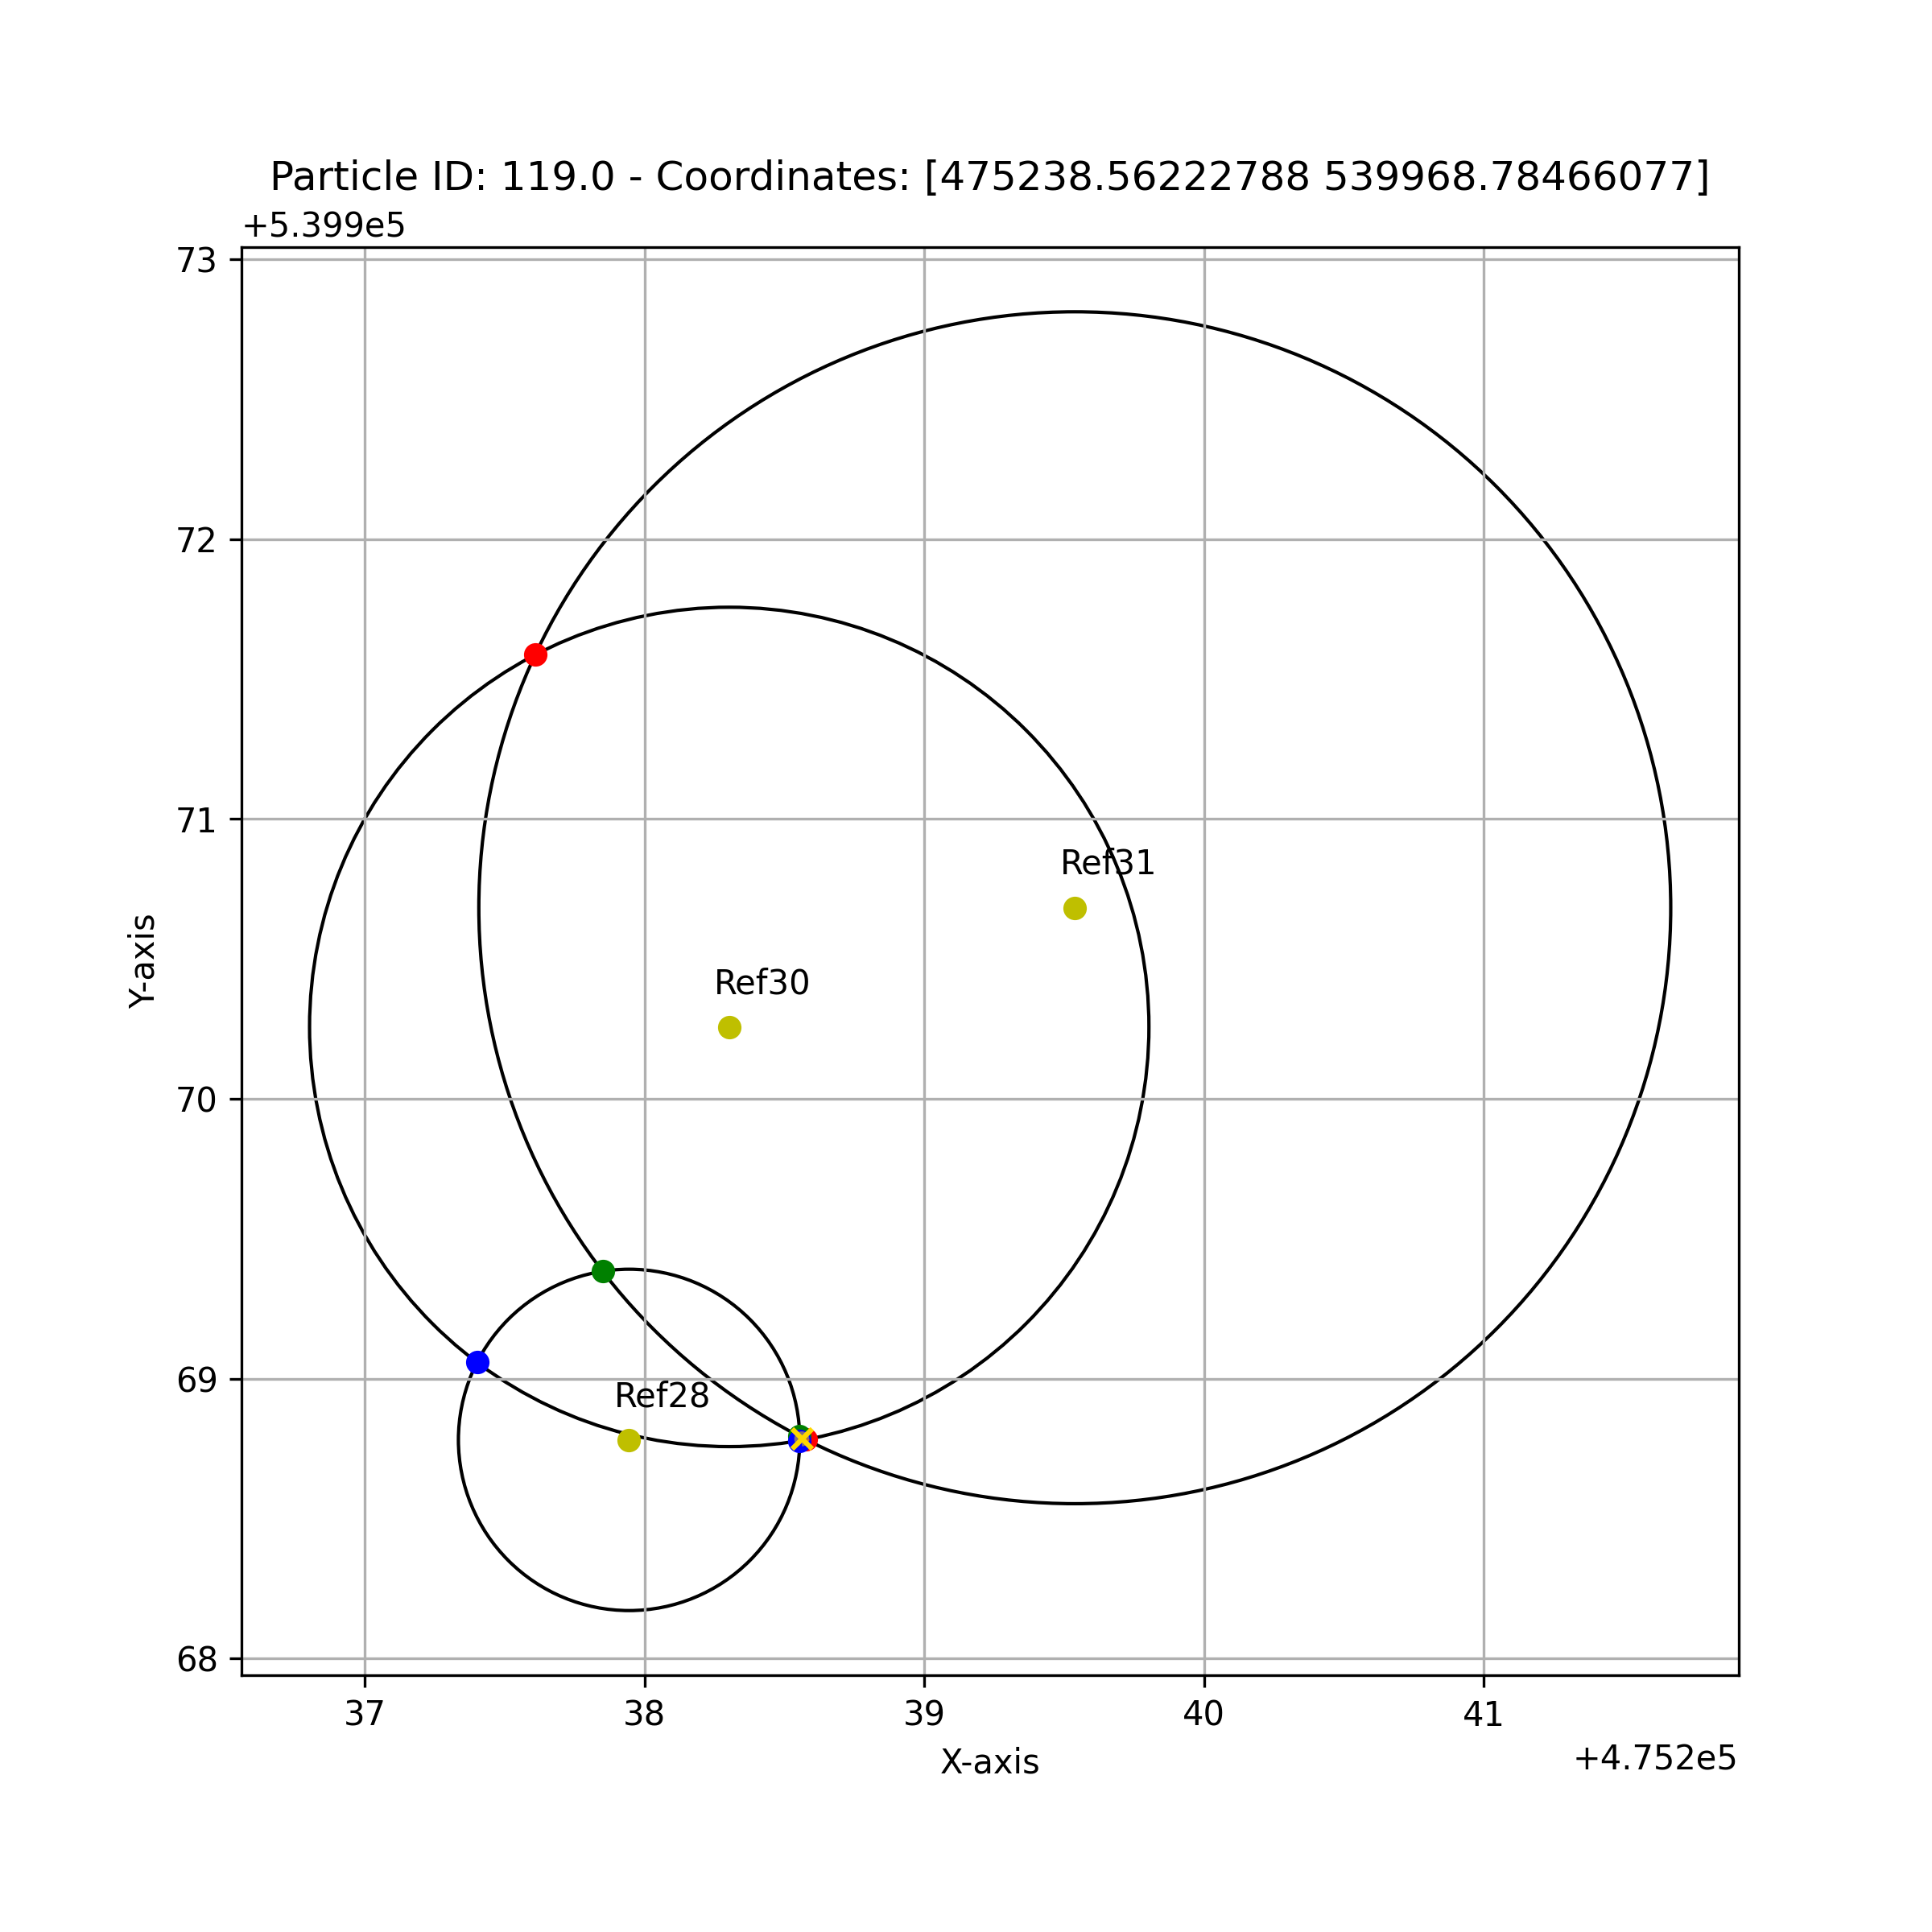 Particle ID: 119.0 - Coordinates: [475238.56222788 539968.78466077]
+5.399e5
73
72
71
70
69
68
Y-axis
Ref31
Ref30
Ref28
37 38 39 40 41
X-axis
+4.752e5